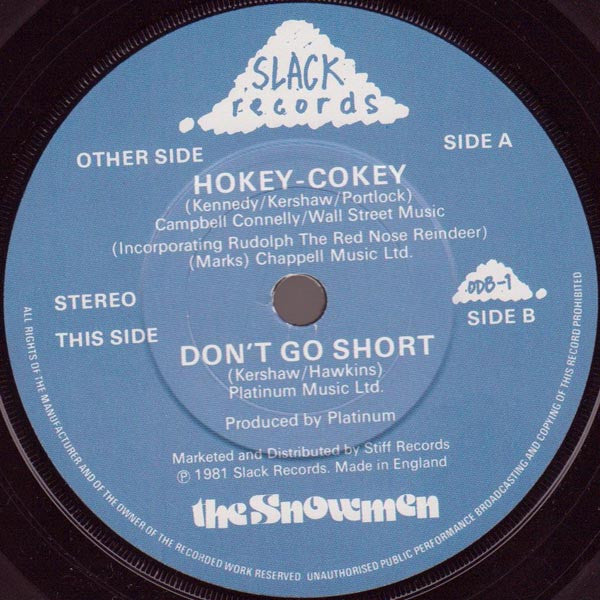 SLACK
records
OTHER SIDE
SIDE A
HOKEY-COKEY
(Kennedy/Kershaw/Portlock)
Campbell Connelly/Wall Street Music
(Incorporating Rudolph The Red Nose Reindeer)
(Marks) Chappell Music Ltd.
STEREO
ODB-1
THIS SIDE
SIDE B
DON'T GO SHORT
(Kershaw/Hawkins)
Platinum Music Ltd.
Produced by Platinum
Marketed and Distributed by Stiff Records
℗ 1981 Slack Records. Made in England
the Snowmen
ALL RIGHTS OF THE MANUFACTURER AND OF THE OWNER OF THE RECORDED WORK RESERVED UNAUTHORISED PUBLIC PERFORMANCE BROADCASTING AND COPYING OF THIS RECORD PROHIBITED